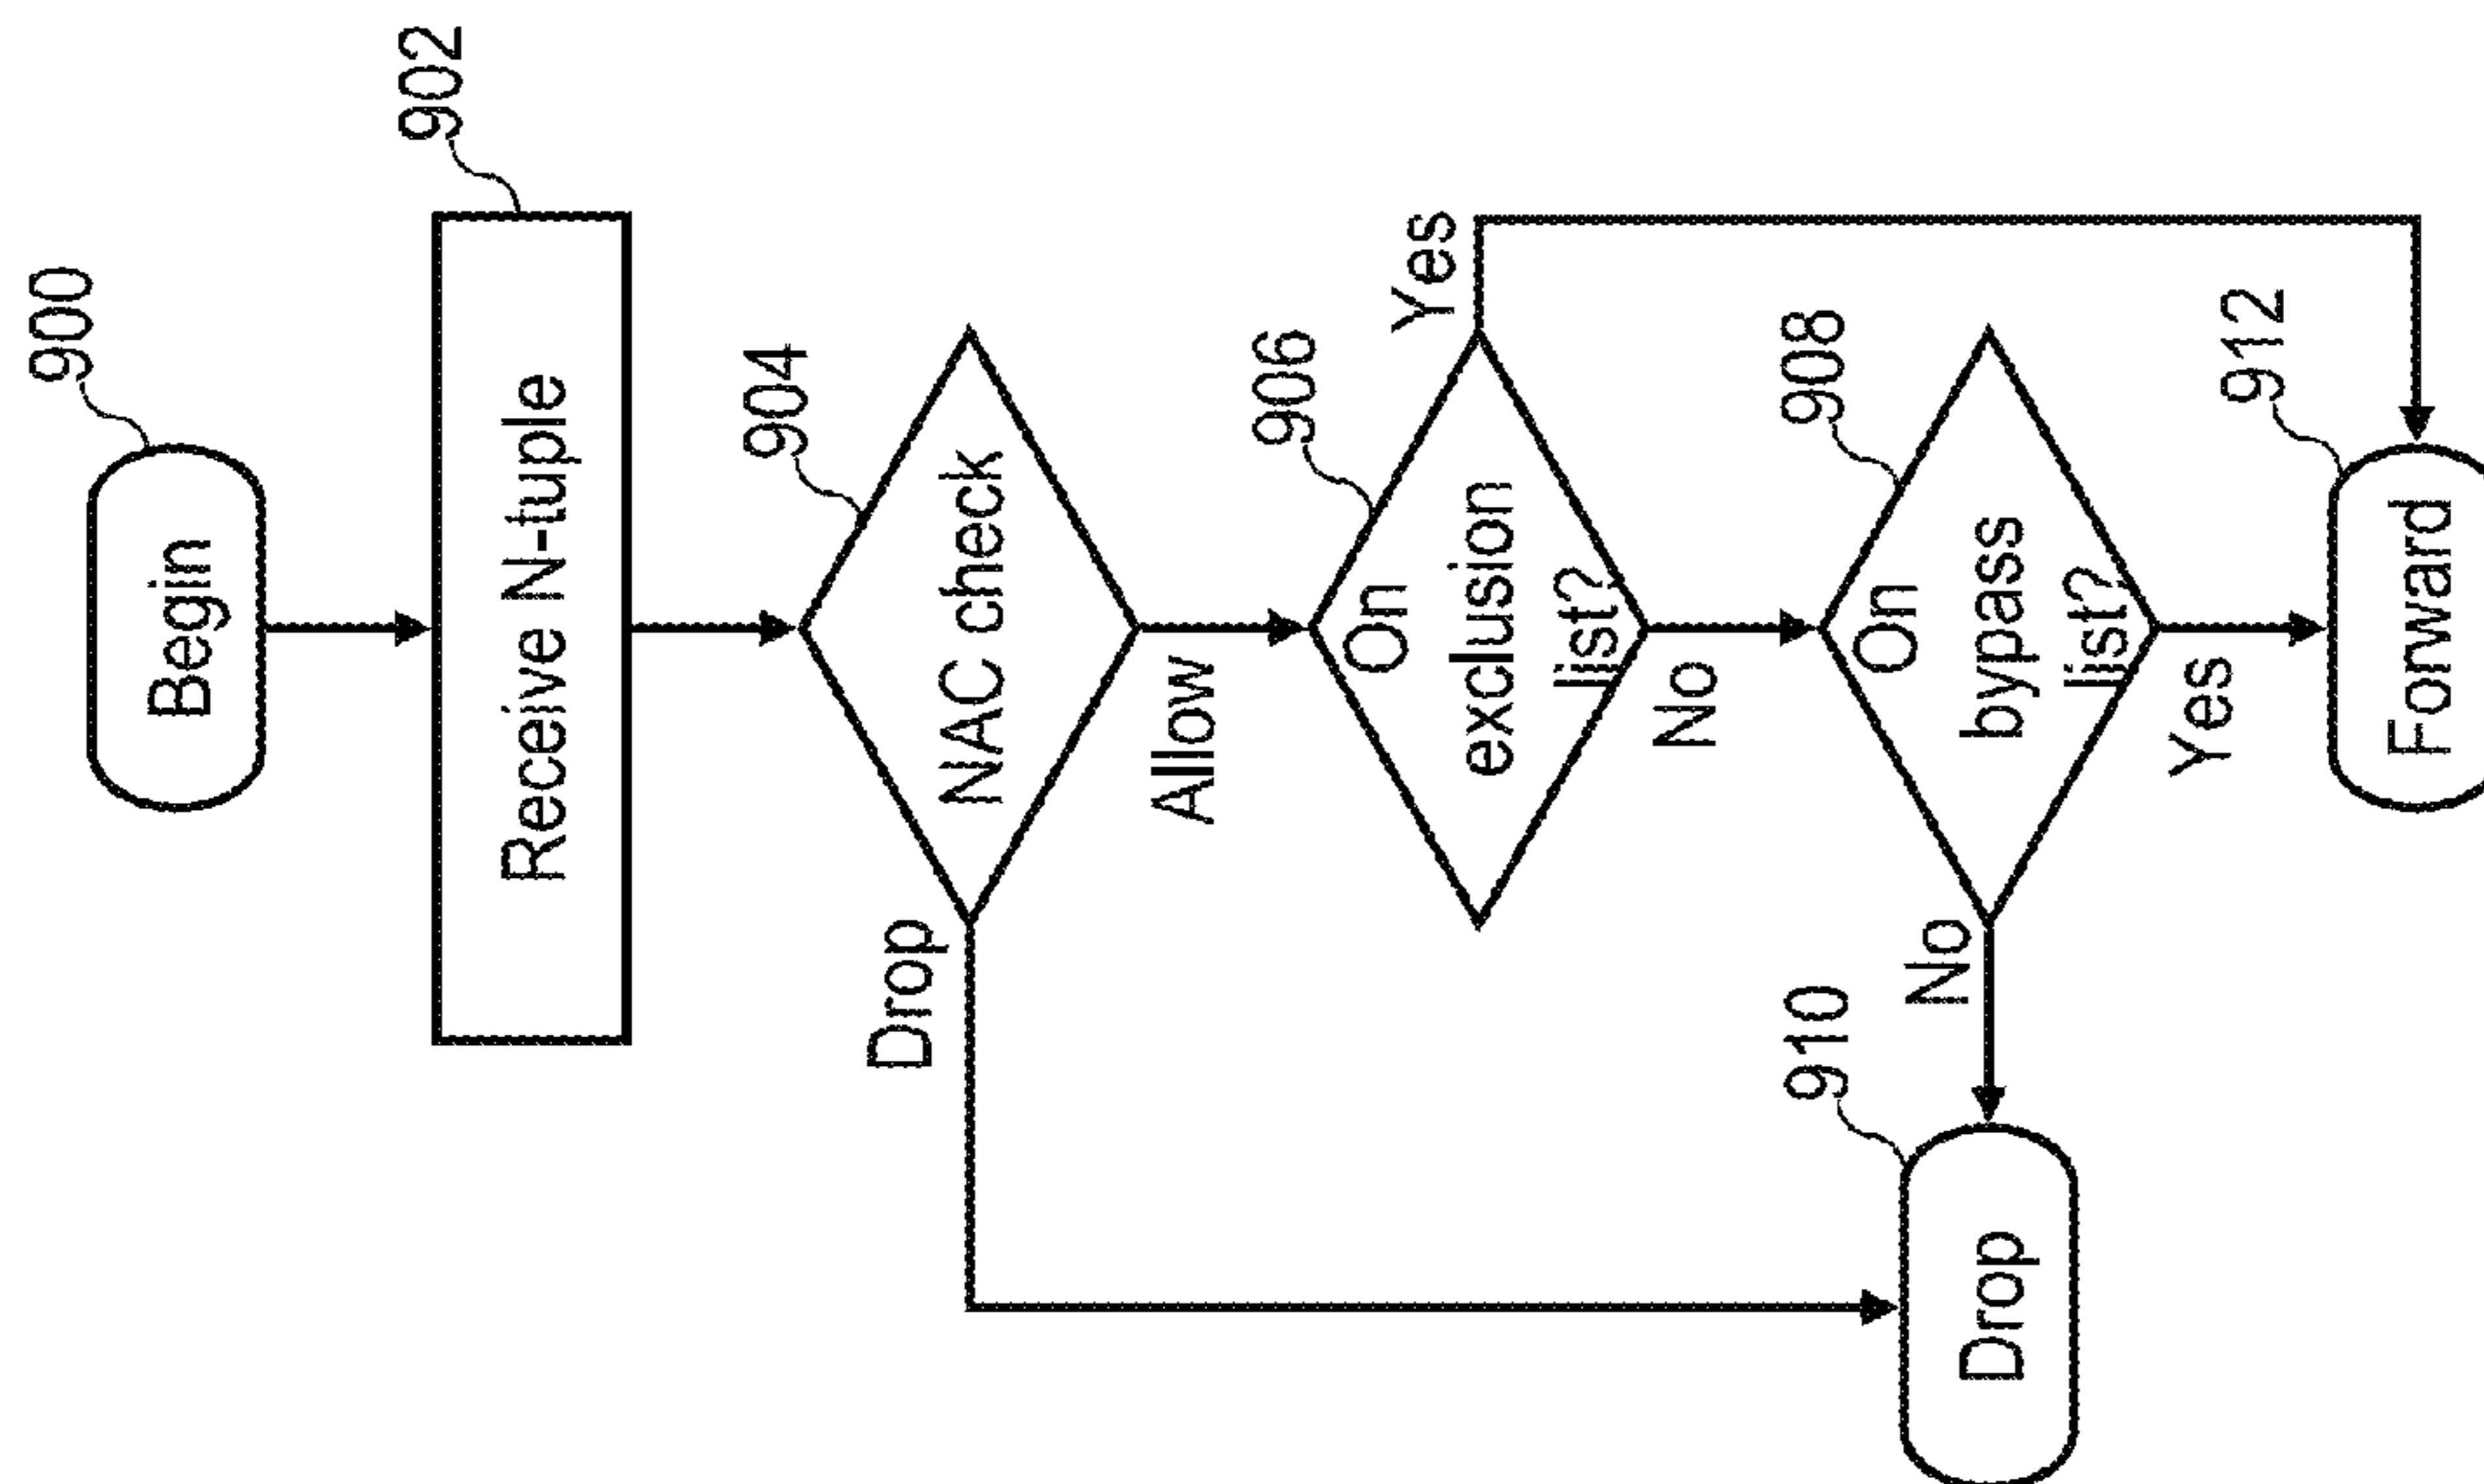 Begin
900
Receive N-tuple
902
NAC check
904
Drop
Allow
On
exclusion
list?
906
Yes
No
On
bypass
list?
908
No
Yes
Drop
910
Forward
912